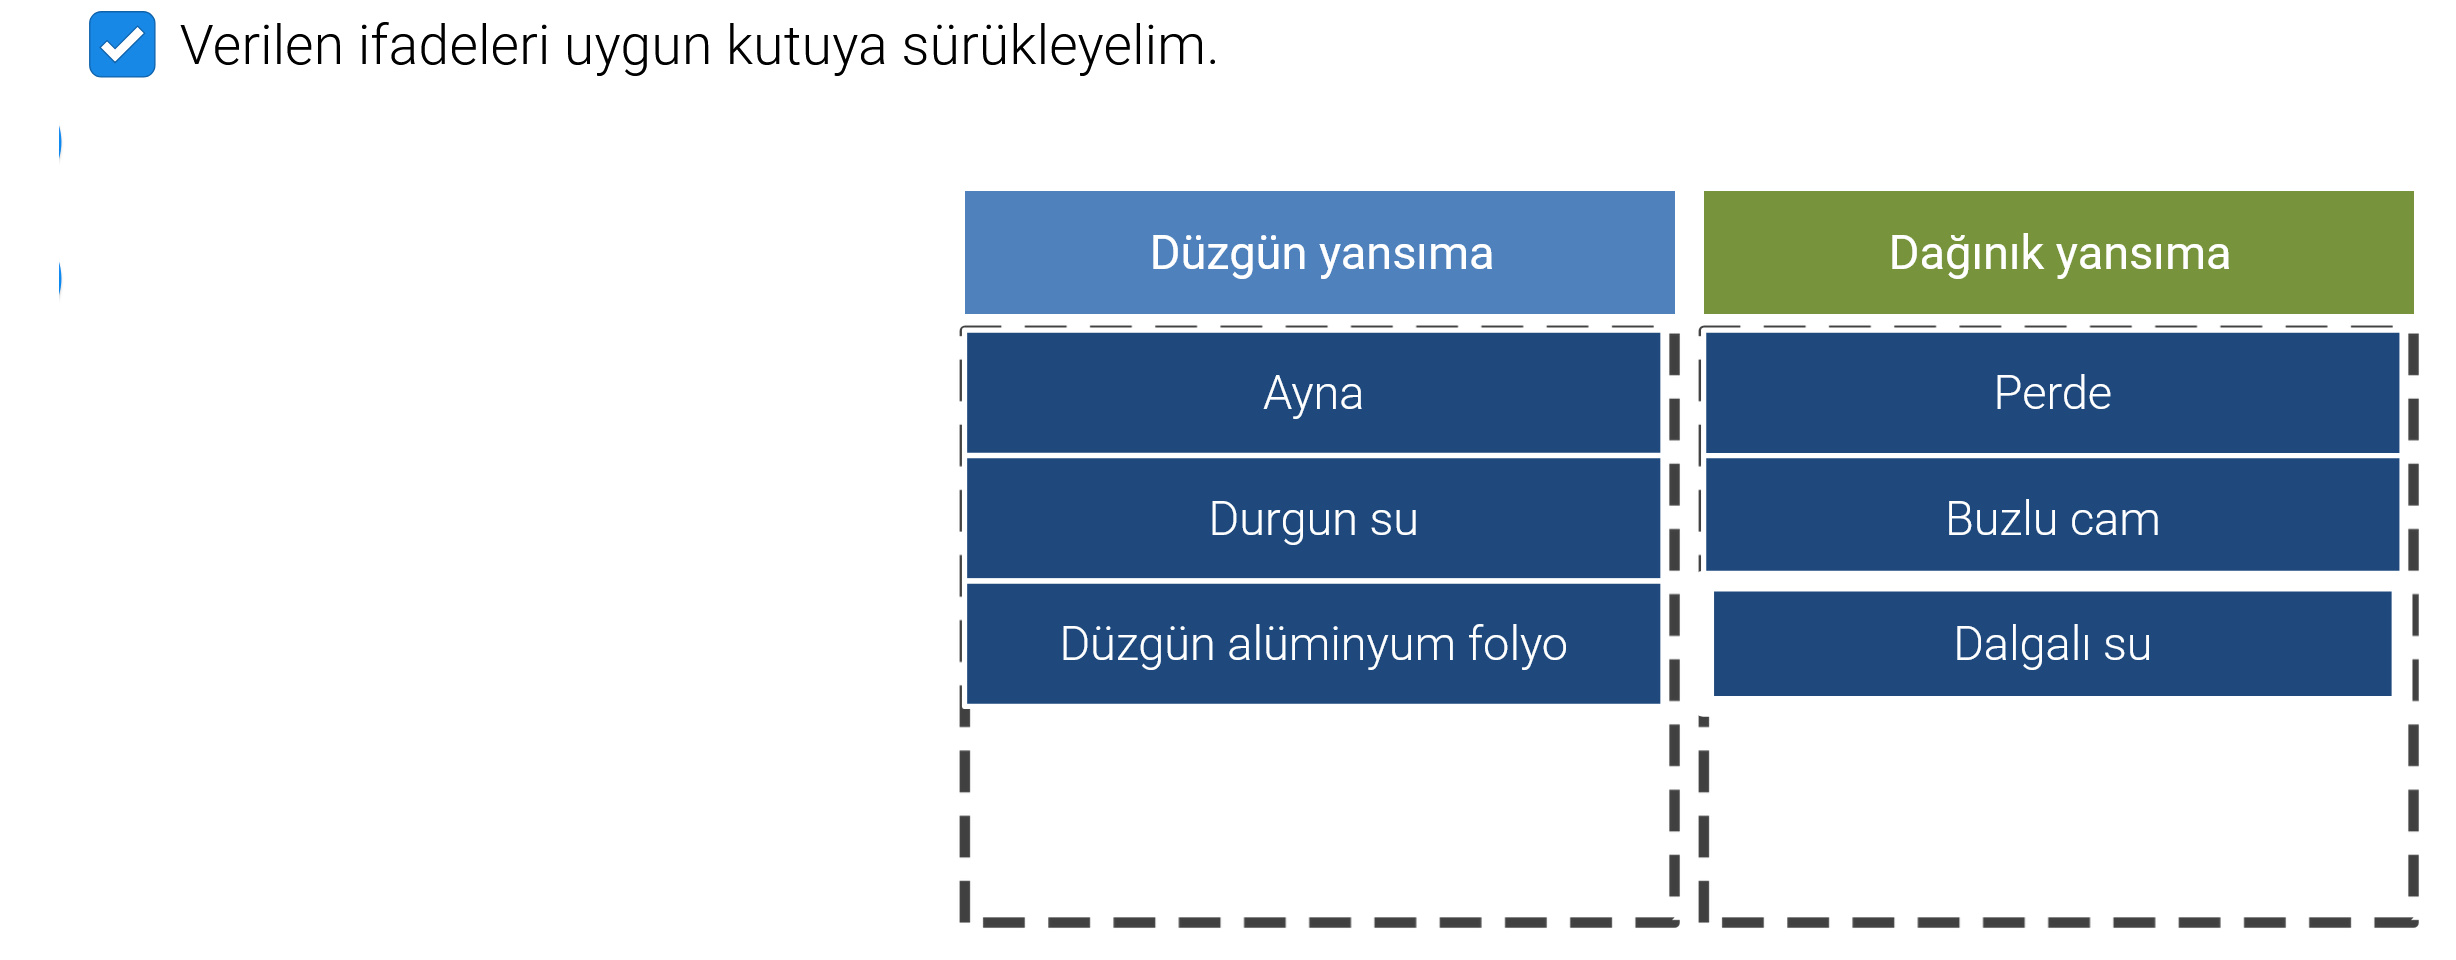 Verilen ifadeleri uygun kutuya sürükleyelim.
Düzgün yansıma
Dağınık yansıma
Ayna
Perde
Durgun su
Buzlu cam
Düzgün alüminyum folyo
Dalgalı su